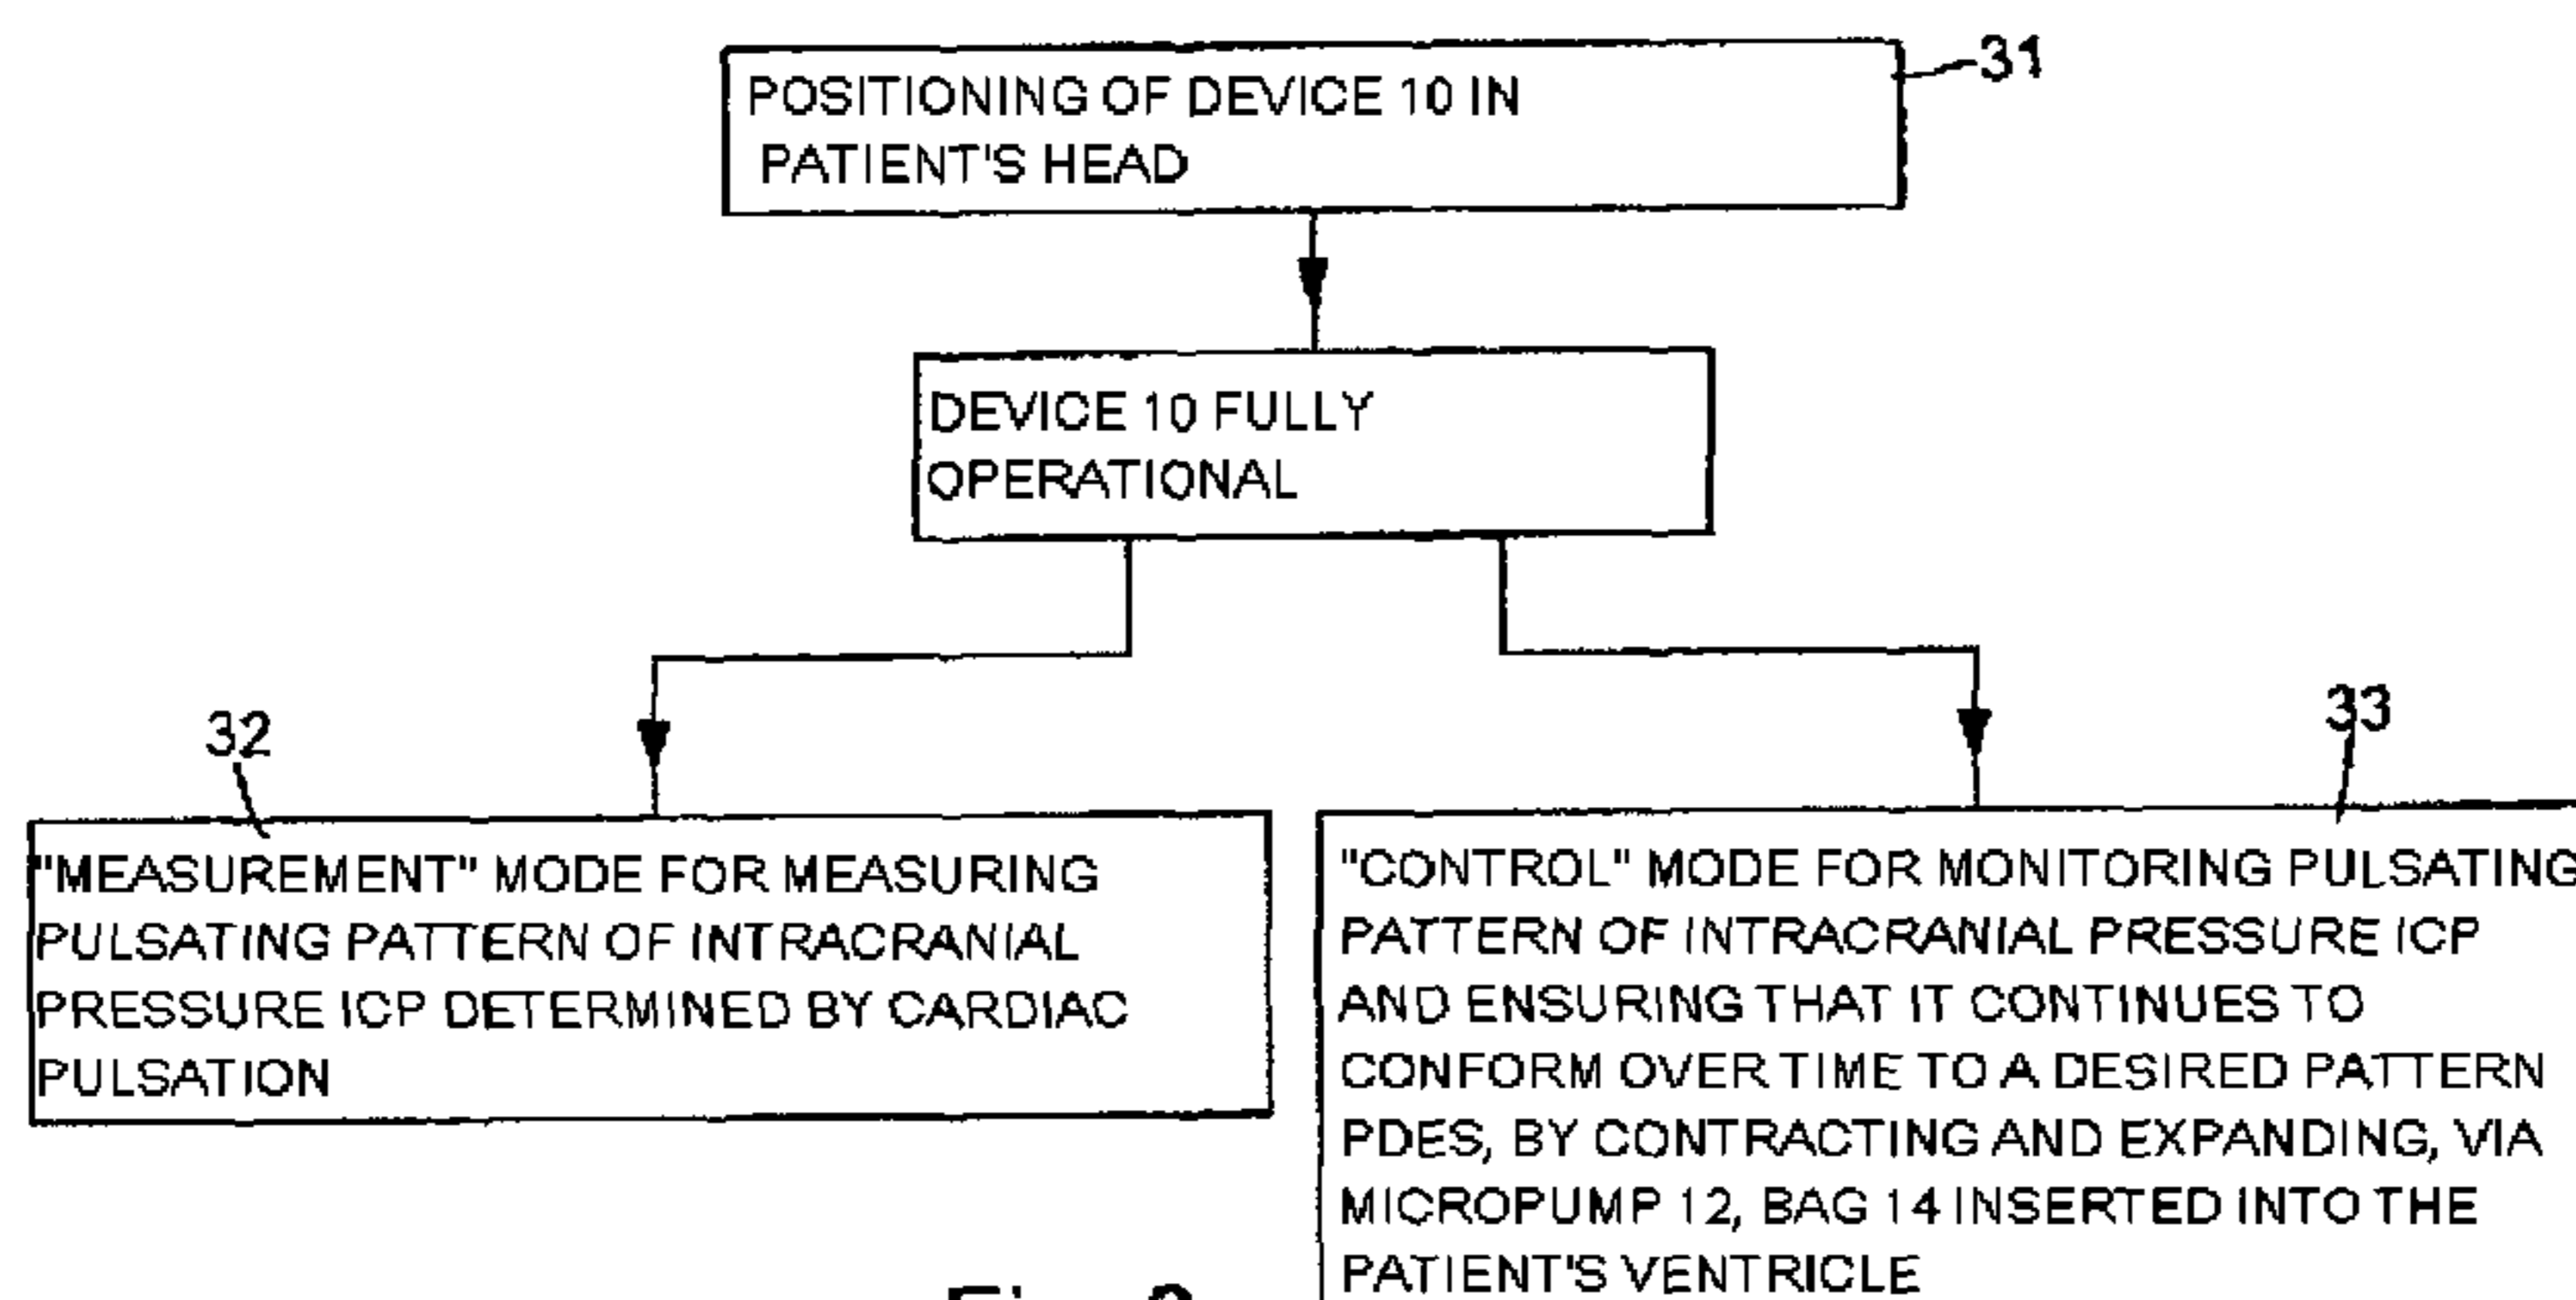 POSITIONING OF DEVICE 10 IN
PATIENT'S HEAD
31
DEVICE 10 FULLY
OPERATIONAL
32
"MEASUREMENT" MODE FOR MEASURING
PULSATING PATTERN OF INTRACRANIAL
PRESSURE ICP DETERMINED BY CARDIAC
PULSATION
33
"CONTROL" MODE FOR MONITORING PULSATING
PATTERN OF INTRACRANIAL PRESSURE ICP
AND ENSURING THAT IT CONTINUES TO
CONFORM OVER TIME TO A DESIRED PATTERN
PDES, BY CONTRACTING AND EXPANDING, VIA
MICROPUMP 12, BAG 14 INSERTED INTO THE
PATIENT'S VENTRICLE